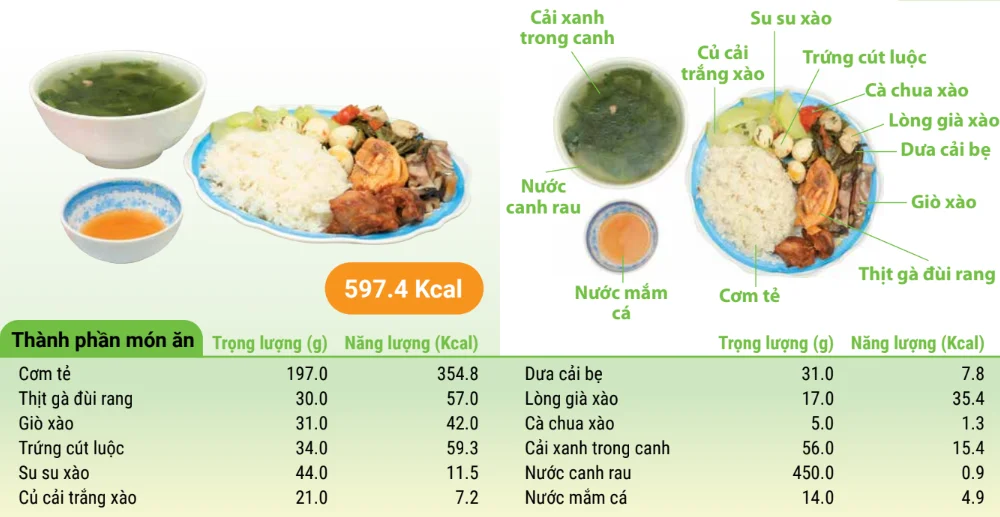 597.4 Kcal
Cải xanh
trong canh
Su su xào
Củ cải
trắng xào
Trứng cút luộc
Cà chua xào
Lòng già xào
Dưa cải bẹ
Nước
canh rau
Giò xào
Thịt gà đùi rang
Nước mắm
cá
Cơm tẻ
Thành phần món ăn Trọng lượng (g) Năng lượng (Kcal)
Cơm tẻ 197.0 354.8
Thịt gà đùi rang 30.0 57.0
Giò xào 31.0 42.0
Trứng cút luộc 34.0 59.3
Su su xào 44.0 11.5
Củ cải trắng xào 21.0 7.2
Trọng lượng (g) Năng lượng (Kcal)
Dưa cải bẹ 31.0 7.8
Lòng già xào 17.0 35.4
Cà chua xào 5.0 1.3
Cải xanh trong canh 56.0 15.4
Nước canh rau 450.0 0.9
Nước mắm cá 14.0 4.9